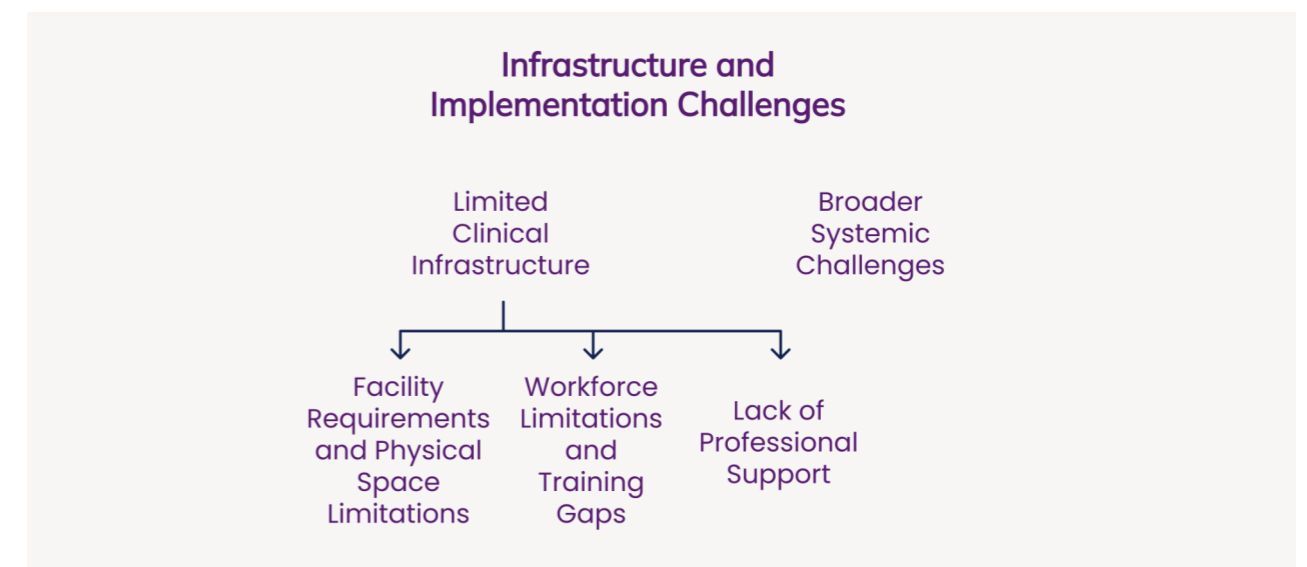 Infrastructure and
Implementation Challenges
Limited
Clinical
Infrastructure
Broader
Systemic
Challenges
Facility
Requirements
and Physical
Space
Limitations
Workforce
Limitations
and
Training
Gaps
Lack of
Professional
Support